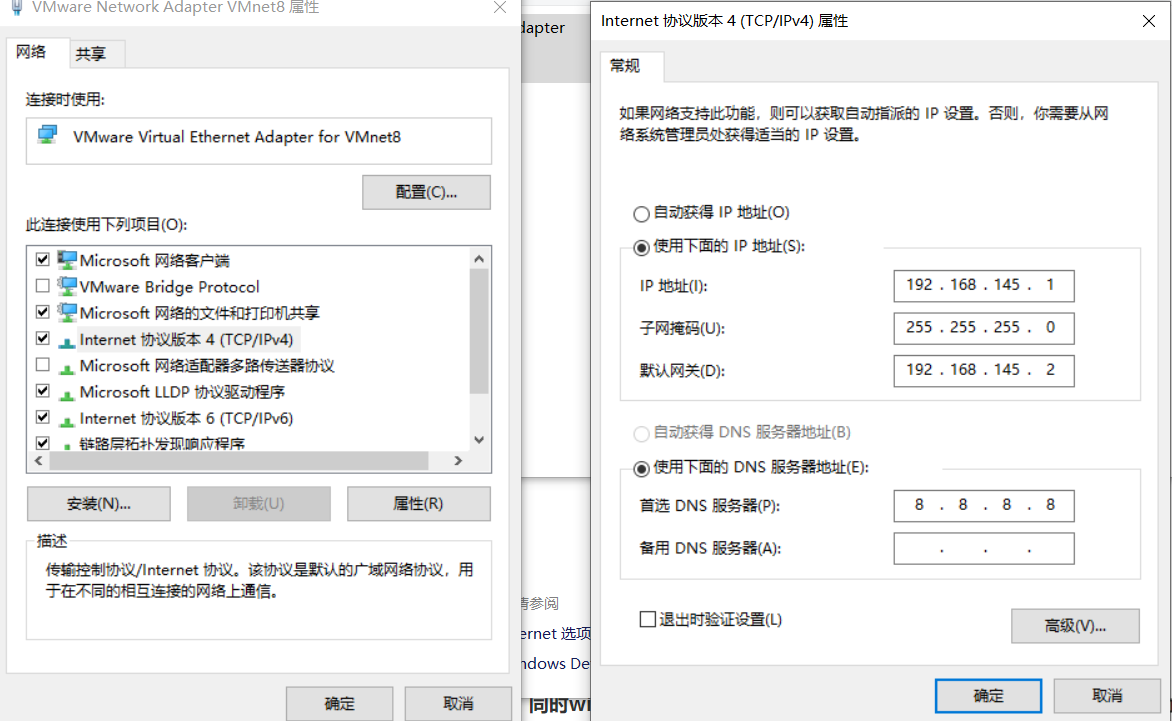 VMware Network Adapter VMnet8 属性
网络
共享
连接时使用:
VMware Virtual Ethernet Adapter for VMnet8
配置(C)...
此连接使用下列项目(O):
Microsoft 网络客户端
VMware Bridge Protocol
Microsoft 网络的文件和打印机共享
Internet 协议版本 4 (TCP/IPv4)
Microsoft 网络适配器多路传送器协议
Microsoft LLDP 协议驱动程序
Internet 协议版本 6 (TCP/IPv6)
链路层拓扑发现响应程序
安装(N)...
卸载(U)
属性(R)
描述
传输控制协议/Internet 协议。该协议是默认的广域网络协议，用
于在不同的相互连接的网络上通信。
确定
取消
dapter
请参阅
ernet 选项
ndows De
同时wi
Internet 协议版本 4 (TCP/IPv4) 属性
常规
如果网络支持此功能，则可以获取自动指派的 IP 设置。否则，你需要从网
络系统管理员处获得适当的 IP 设置。
自动获得 IP 地址(O)
使用下面的 IP 地址(S):
IP 地址(I):
192 . 168 . 145 . 1
子网掩码(U):
255 . 255 . 255 . 0
默认网关(D):
192 . 168 . 145 . 2
自动获得 DNS 服务器地址(B)
使用下面的 DNS 服务器地址(E):
首选 DNS 服务器(P):
8 . 8 . 8 . 8
备用 DNS 服务器(A):
. . .
退出时验证设置(L)
高级(V)...
确定
取消